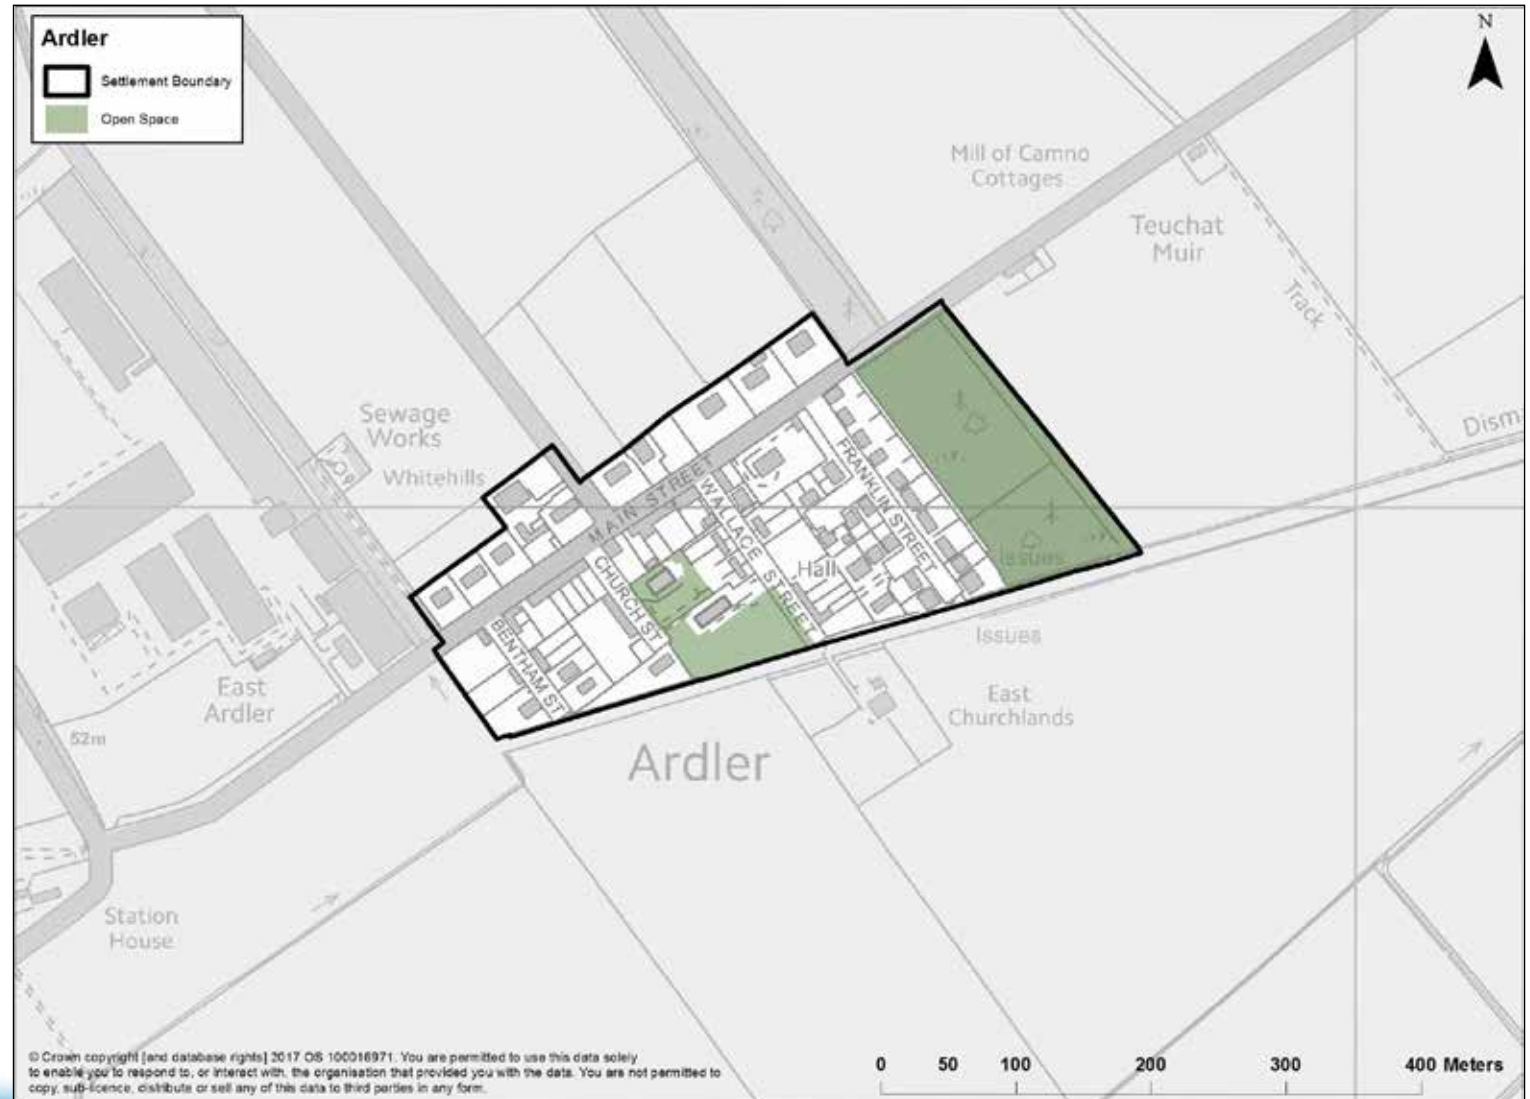 Ardler
Settlement Boundary
Open Space
N
Mill of Camno
Cottages
Teuchat
Muir
Track
Sewage
Works
Whitehills
Dism
MAIN STREET
WALLACE STREET
FRANKLIN STREET
Hall
CHURCH ST
BENTHAM ST
Issues
Issues
East
Ardler
52m
East
Churchlands
Ardler
Station
House
© Crown copyright [and database rights] 2017 OS 100016971. You are permitted to use this data solely
to enable you to respond to, or interact with, the organisation that provided you with the data. You are not permitted to
copy, sub-licence, distribute or sell any of this data to third parties in any form.
0 50 100 200 300 400 Meters